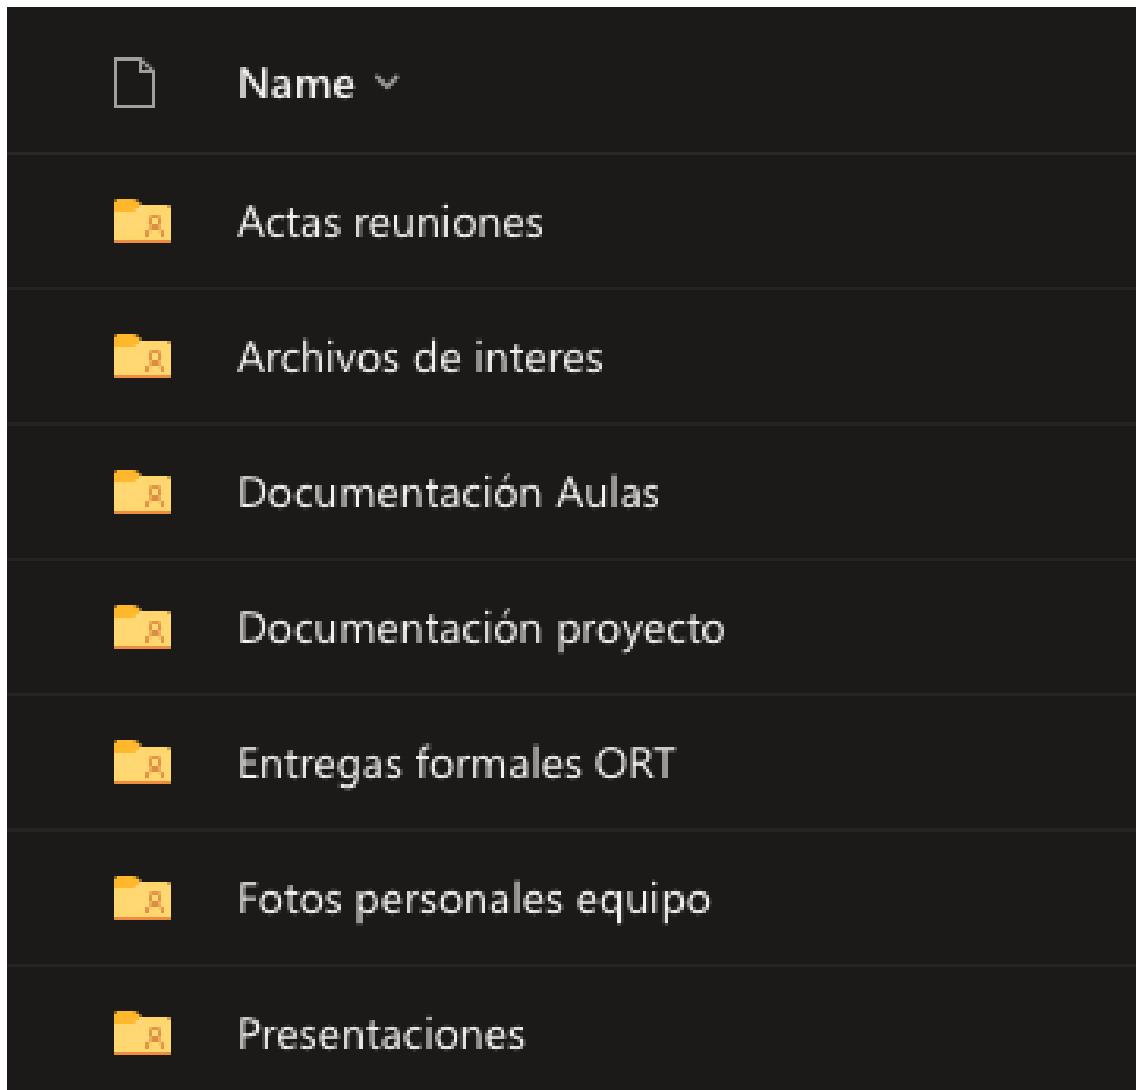 Name
Actas reuniones
Archivos de interes
Documentación Aulas
Documentación proyecto
Entregas formales ORT
Fotos personales equipo
Presentaciones